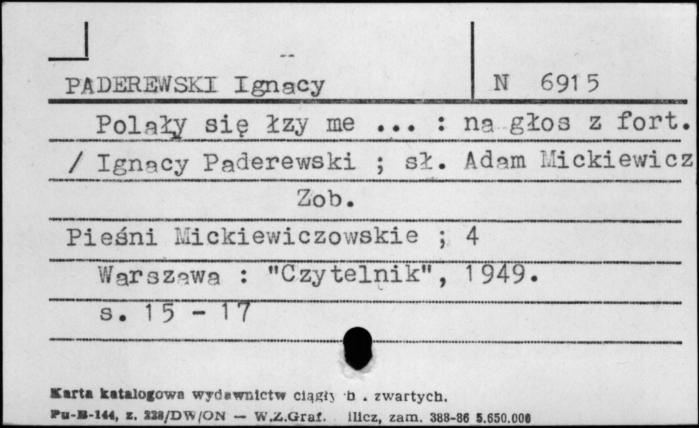 PADEREWSKI Ignacy N 6915
Polały się łzy me ... : na głos z fort.
/ Ignacy Paderewski ; sł. Adam Mickiewicz
Zob.
Pieśni Mickiewiczowskie ; 4
Warszawa : "Czytelnik", 1949.
s. 15 - 17
Karta katalogowa wydawnictw zwartych.
Pu-B-144, z. 228/DW/ON — W.Z.Graf. zam. 388-86 5.650.000